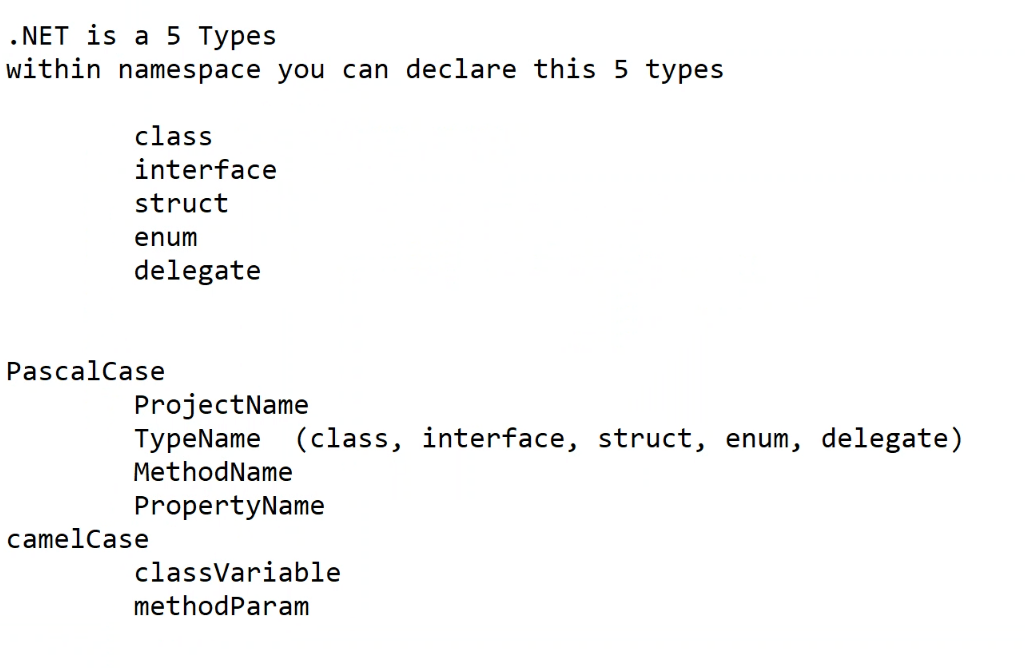 .NET is a 5 Types
within namespace you can declare this 5 types
class
interface
struct
enum
delegate
PascalCase
ProjectName
TypeName (class, interface, struct, enum, delegate)
MethodName
PropertyName
camelCase
classVariable
methodParam